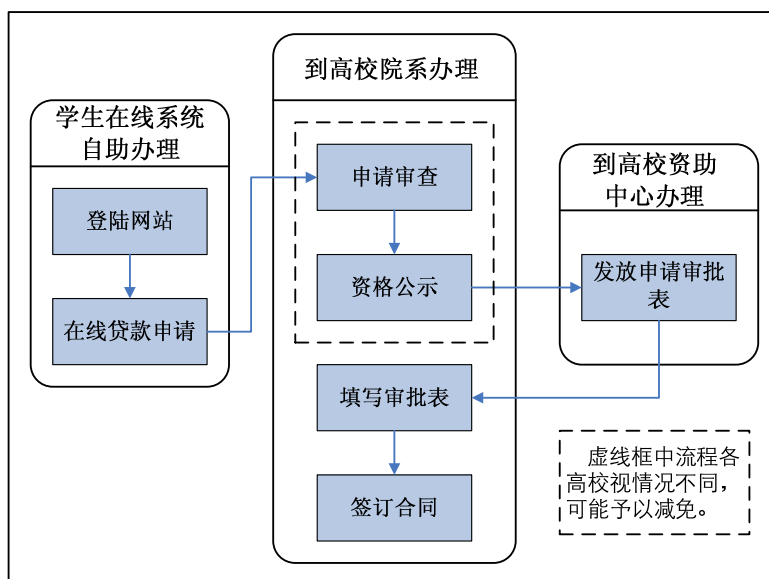 学生在线系统
自助办理
登陆网站
在线贷款申请
到高校院系办理
申请审查
资格公示
填写审批表
签订合同
到高校资助
中心办理
发放申请审批
表
虚线框中流程各
高校视情况不同，
可能予以减免。